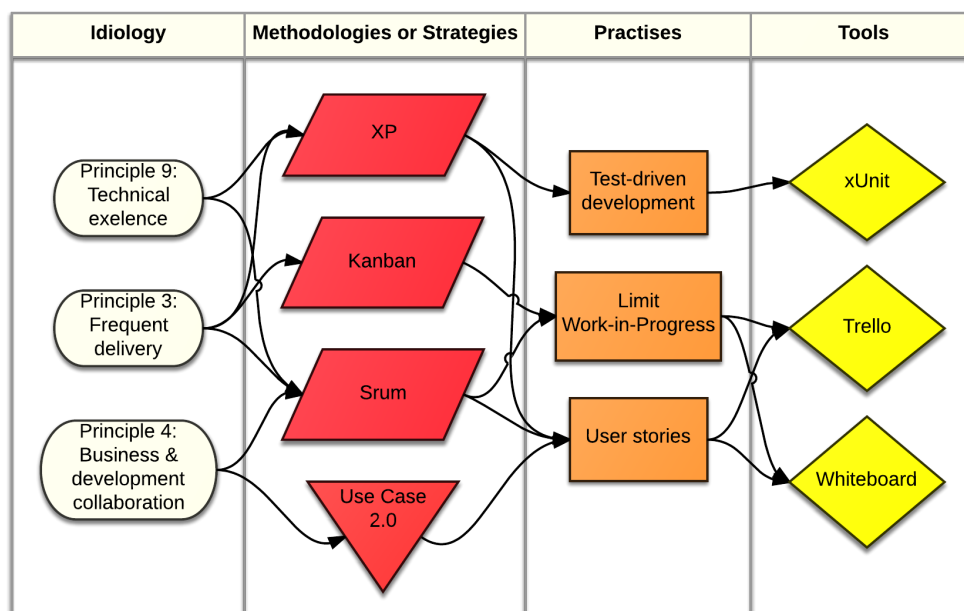 Idiology
Methodologies or Strategies
Practises
Tools
Principle 9:
Technical
exelence
Principle 3:
Frequent
delivery
Principle 4:
Business &
development
collaboration
XP
Kanban
Srum
Use Case
2.0
Test-driven
development
Limit
Work-in-Progress
User stories
xUnit
Trello
Whiteboard